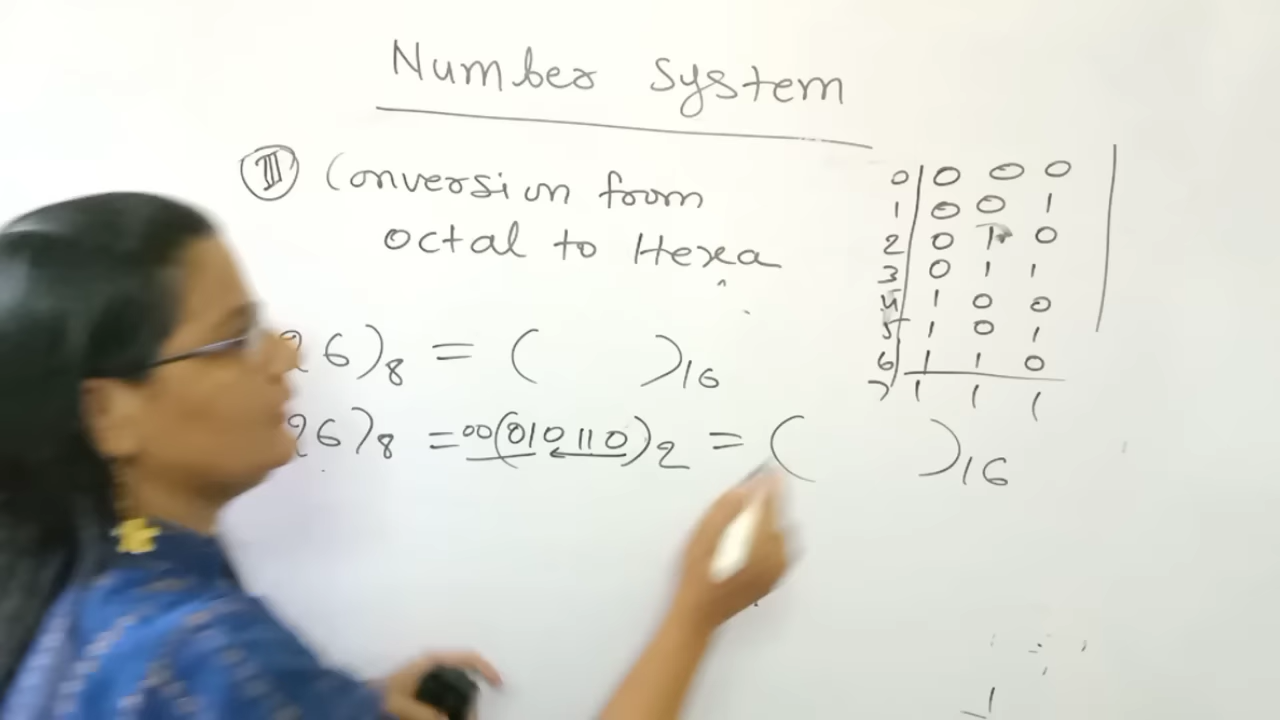 Number System
III Conversion from
octal to Hexa
26)8 = ( )16
26)8 = 00(010110)2 = ( )16
0 | 0 0 0
1 | 0 0 1
2 | 0 1 0
3 | 0 1 1
4 | 1 0 0
5 | 1 0 1
6 | 1 1 0
7 1 1 1